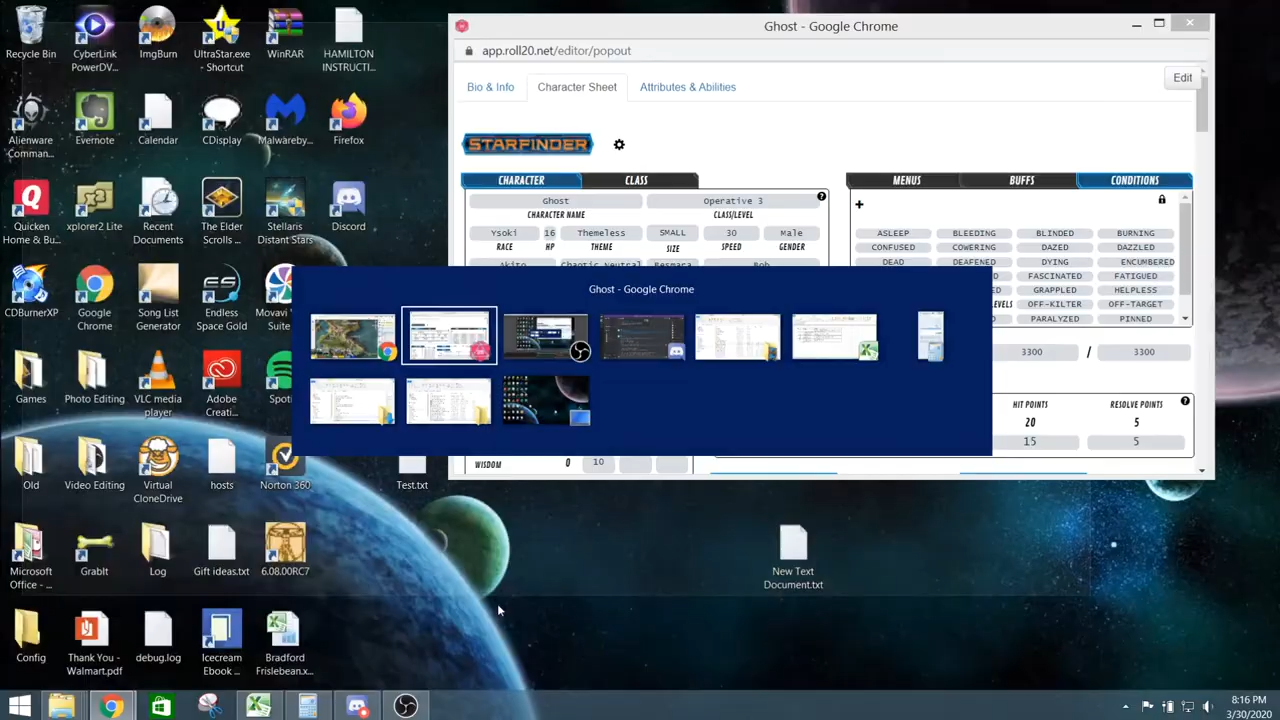 Recycle Bin
CyberLink
PowerDV...
ImgBurn
UltraStar.exe
- Shortcut
WinRAR
HAMILTON
INSTRUCTI...
Alienware
Comman...
Evernote
Calendar
CDisplay
Malwareby...
Firefox
Quicken
Home & Bu...
xplorer2 Lite
Recent
Documents
The Elder
Scrolls ...
Stellaris
Distant Stars
Discord
CDBurnerXP
Google
Chrome
Song List
Generator
Endless
Space Gold
Movavi
Suite
Games
Photo Editing
VLC media
player
Adobe
Creati...
Spoti
Old
Video Editing
Virtual
CloneDrive
hosts
Norton 360
Test.txt
Microsoft
Office - ...
GrabIt
Log
Gift ideas.txt
6.08.00RC7
New Text
Document.txt
Config
Thank You -
Walmart.pdf
debug.log
Icecream
Ebook ...
Bradford
Frislebean.x...
Ghost - Google Chrome
app.roll20.net/editor/popout
Bio & Info
Character Sheet
Attributes & Abilities
Edit
STARFINDER
CHARACTER
CLASS
MENUS
BUFFS
CONDITIONS
Ghost
Operative 3
CHARACTER NAME
CLASS/LEVEL
Ysoki
16
Themeless
SMALL
30
Male
RACE
HP
THEME
SIZE
SPEED
GENDER
Akito
Chaotic Neutral
Besmara
Bob
+
ASLEEP
BLEEDING
BLINDED
BURNING
CONFUSED
COWERING
DAZED
DAZZLED
DEAD
DEAFENED
DYING
ENCUMBERED
FASCINATED
FATIGUED
GRAPPLED
HELPLESS
LEVELS
OFF-KILTER
OFF-TARGET
PARALYZED
PINNED
Ghost - Google Chrome
3300
/
3300
HIT POINTS
RESOLVE POINTS
20
5
15
5
WISDOM
0
10
8:16 PM
3/30/2020